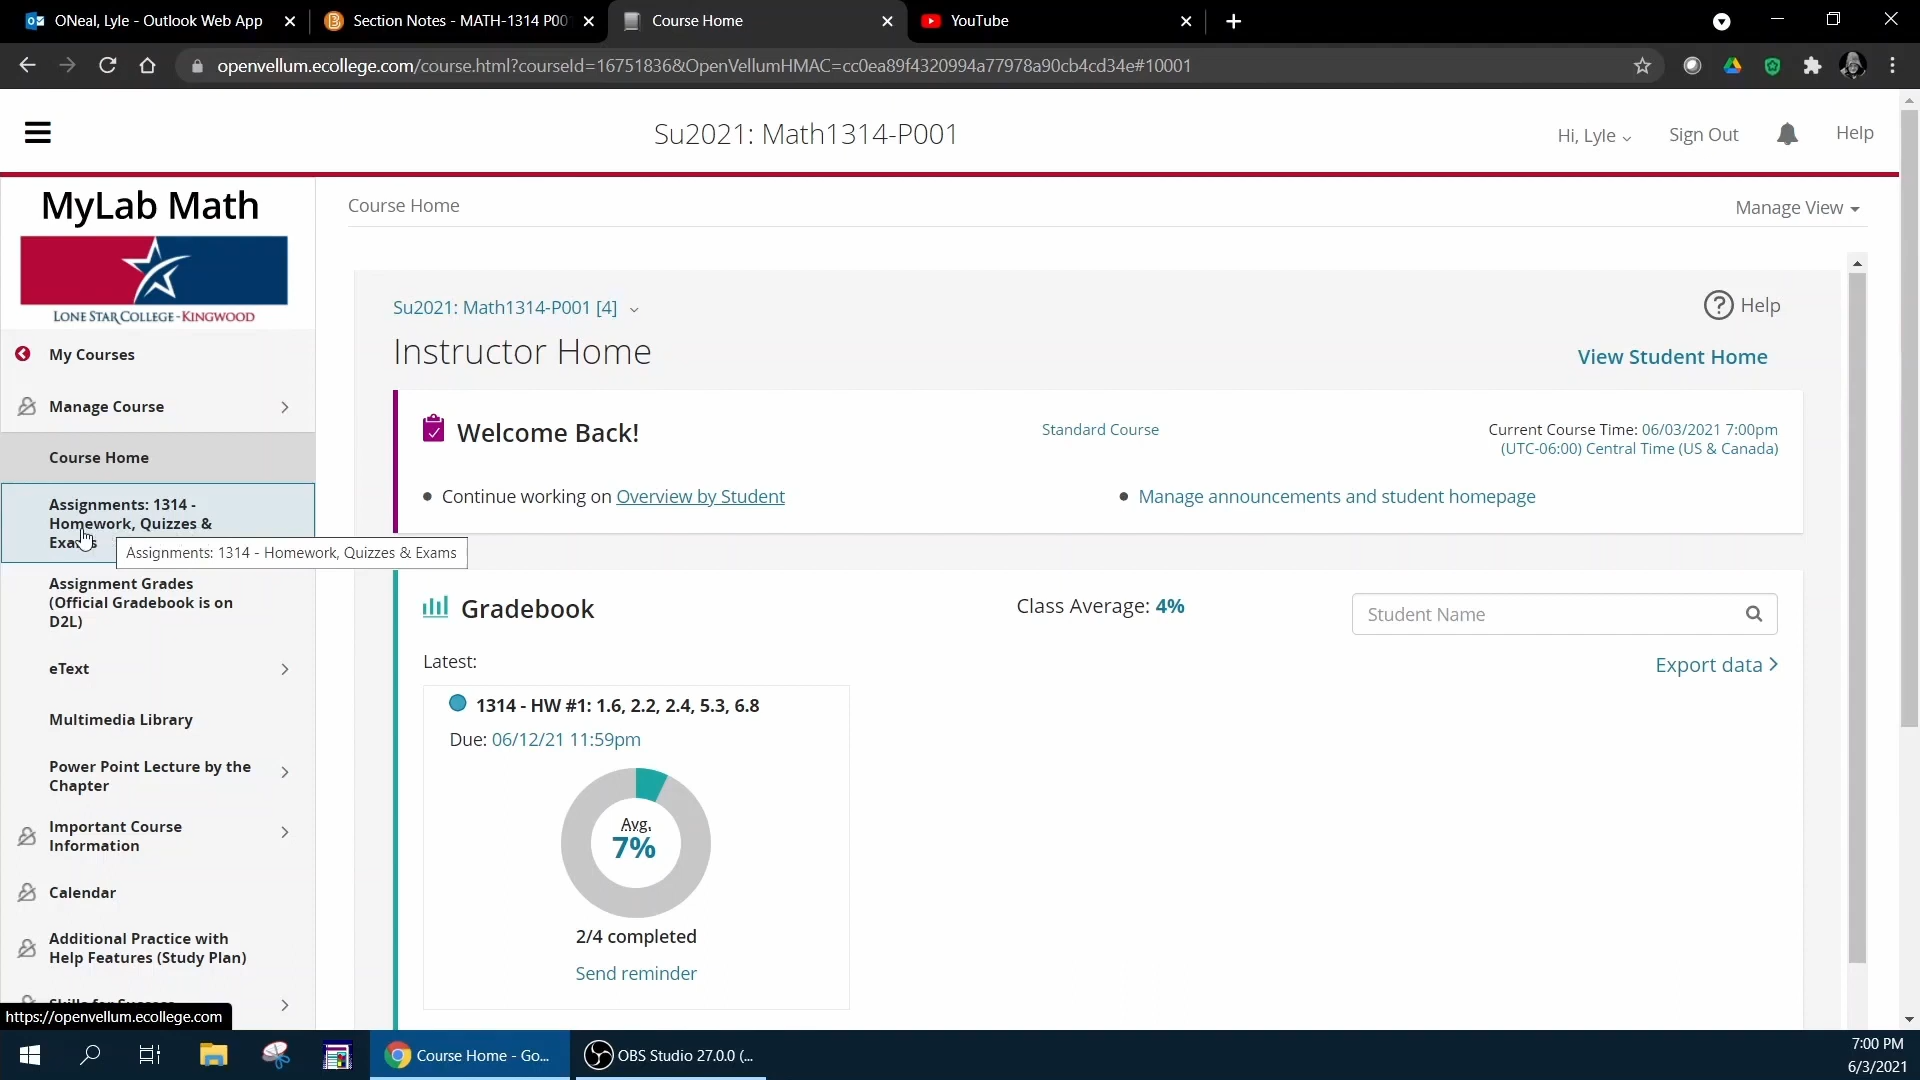 ONeal, Lyle - Outlook Web App
Section Notes - MATH-1314 P00
Course Home
YouTube
openvellum.ecollege.com/course.html?courseId=16751836&OpenVellumHMAC=cc0ea89f4320994a77978a90cb4cd34e#10001
Su2021: Math1314-P001
Hi, Lyle
Sign Out
Help
MyLab Math
LONE STAR COLLEGE-KINGWOOD
My Courses
Manage Course
Course Home
Assignments: 1314 -
Homework, Quizzes &
Exams
Assignments: 1314 - Homework, Quizzes & Exams
Assignment Grades
(Official Gradebook is on
D2L)
eText
Multimedia Library
Power Point Lecture by the
Chapter
Important Course
Information
Calendar
Additional Practice with
Help Features (Study Plan)
https://openvellum.ecollege.com
Course Home
Manage View
Su2021: Math1314-P001 [4]
Help
Instructor Home
View Student Home
Welcome Back!
Standard Course
Current Course Time: 06/03/2021 7:00pm
(UTC-06:00) Central Time (US & Canada)
Continue working on Overview by Student
Manage announcements and student homepage
Gradebook
Class Average: 4%
Student Name
Export data
Latest:
1314 - HW #1: 1.6, 2.2, 2.4, 5.3, 6.8
Due: 06/12/21 11:59pm
Avg.
7%
2/4 completed
Send reminder
Course Home - Go...
OBS Studio 27.0.0 (...
7:00 PM
6/3/2021